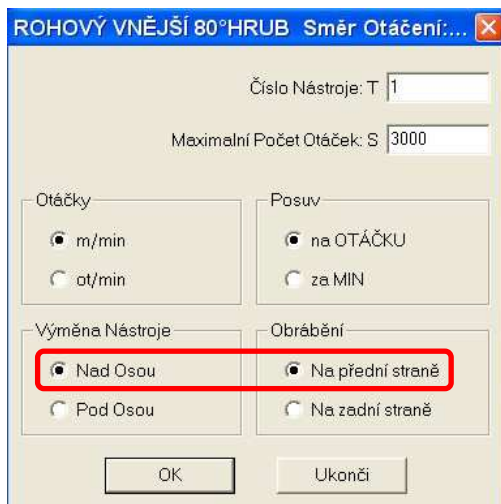 ROHOVÝ VNĚJŠÍ 80°HRUB Směr Otáčení:...
Číslo Nástroje: T 1
Maximalní Počet Otáček: S 3000
Otáčky
m/min
ot/min
Posuv
na OTÁČKU
za MIN
Výměna Nástroje
Nad Osou
Pod Osou
Obrábění
Na přední straně
Na zadní straně
OK
Ukonči